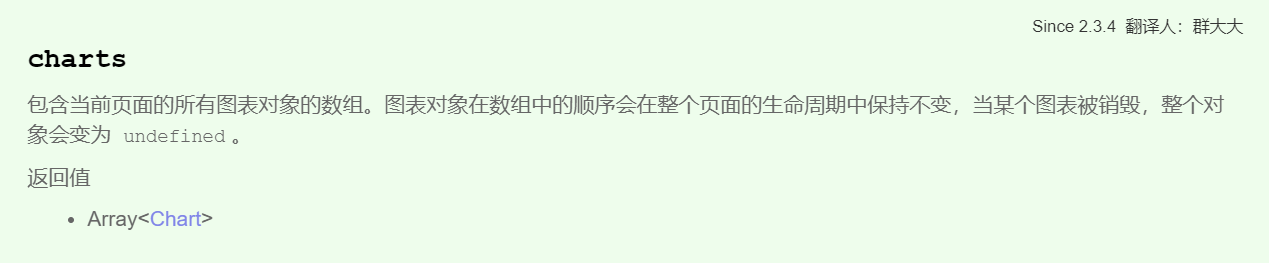 Since 2.3.4 翻译人：群大大
charts
包含当前页面的所有图表对象的数组。图表对象在数组中的顺序会在整个页面的生命周期中保持不变，当某个图表被销毁，整个对
象会变为 undefined 。
返回值
• Array<Chart>